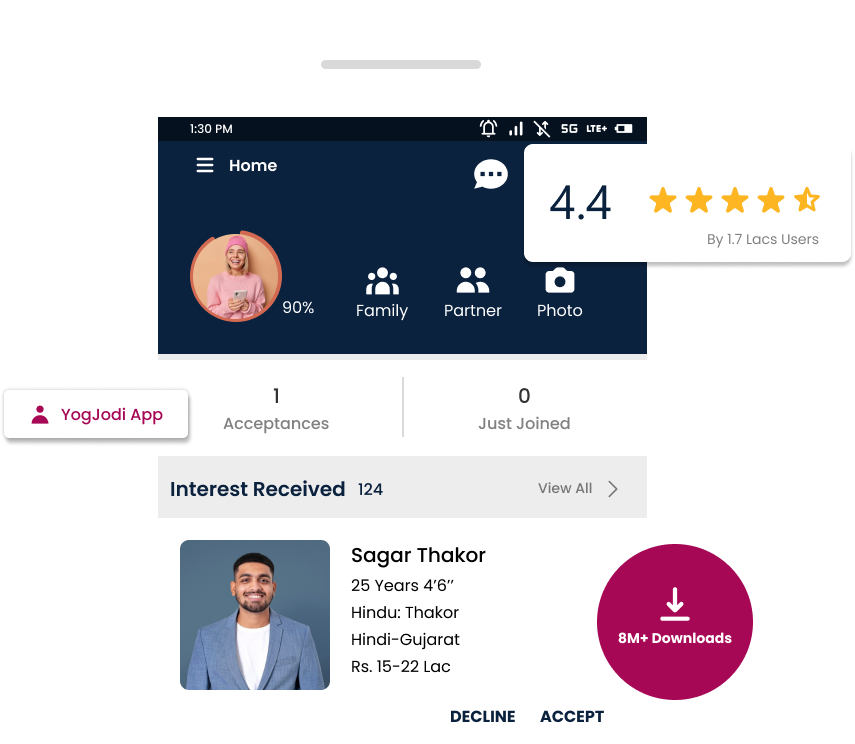 1:30 PM
5G LTE+
Home
4.4
By 1.7 Lacs Users
90%
Family
Partner
Photo
YogJodi App
1
Acceptances
0
Just Joined
Interest Received 124
View All
Sagar Thakor
25 Years 4’6’’
Hindu: Thakor
Hindi-Gujarat
Rs. 15-22 Lac
8M+ Downloads
DECLINE
ACCEPT